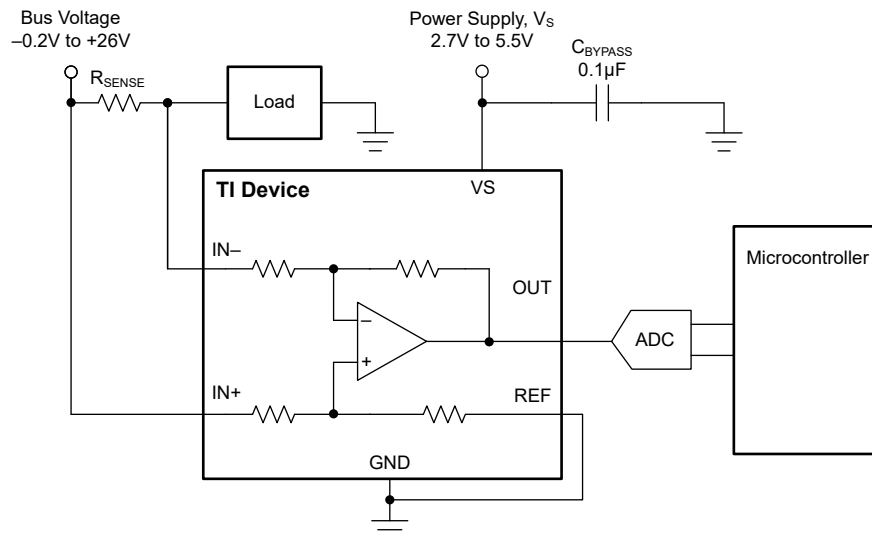 Bus Voltage
–0.2V to +26V
Power Supply, VS
2.7V to 5.5V
CBYPASS
0.1µF
RSENSE
Load
TI Device
VS
IN–
OUT
–
+
IN+
REF
GND
ADC
Microcontroller